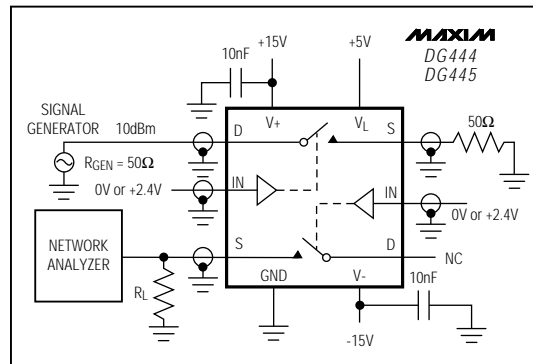 MAXIM
DG444
DG445
+15V
+5V
10nF
SIGNAL
GENERATOR
10dBm
D
V+
VL
S
50Ω
RGEN = 50Ω
IN
IN
0V or +2.4V
0V or +2.4V
NETWORK
ANALYZER
S
D
NC
RL
GND
V-
10nF
-15V